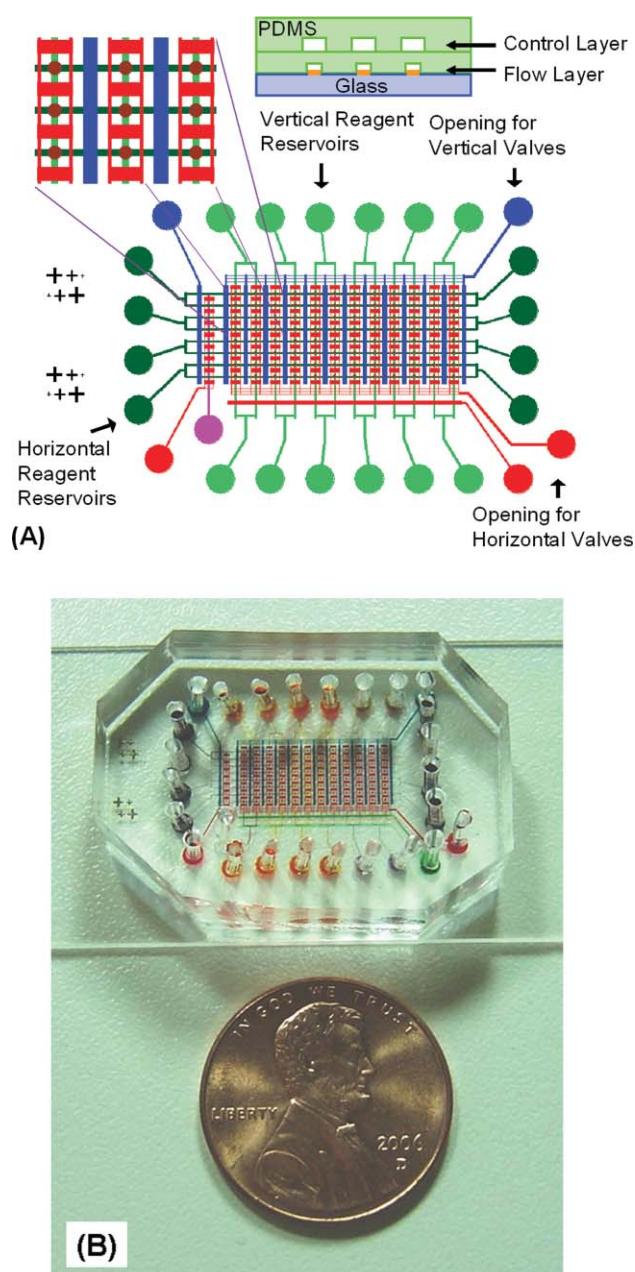 PDMS
Control Layer
Flow Layer
Glass
Vertical Reagent
Reservoirs
Opening for
Vertical Valves
Horizontal
Reagent
Reservoirs
Opening for
Horizontal Valves
(A)
IN GOD WE TRUST
LIBERTY
2006
D
(B)